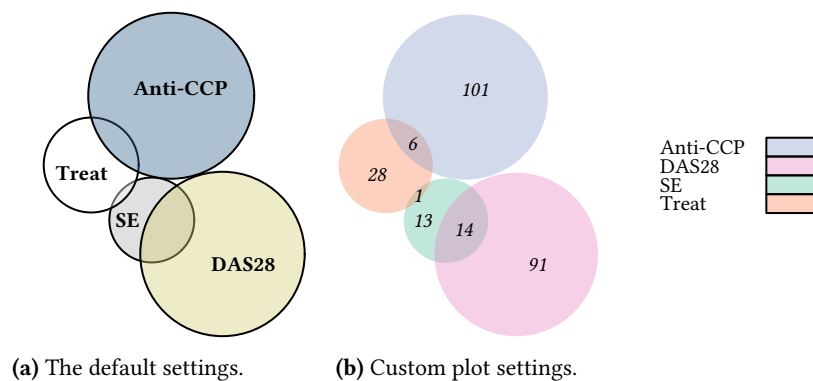 Anti-CCP
Treat
SE
DAS28
101
6
28
1
13
14
91
Anti-CCP
DAS28
SE
Treat
(a) The default settings.
(b) Custom plot settings.